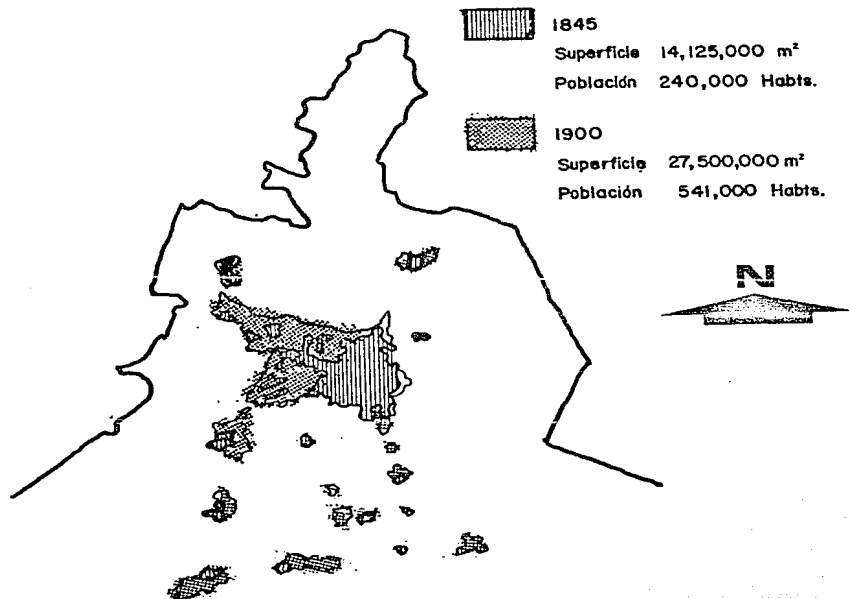 1845
Superficie 14,125,000 m²
Población 240,000 Habts.
1900
Superficie 27,500,000 m²
Población 541,000 Habts.
N